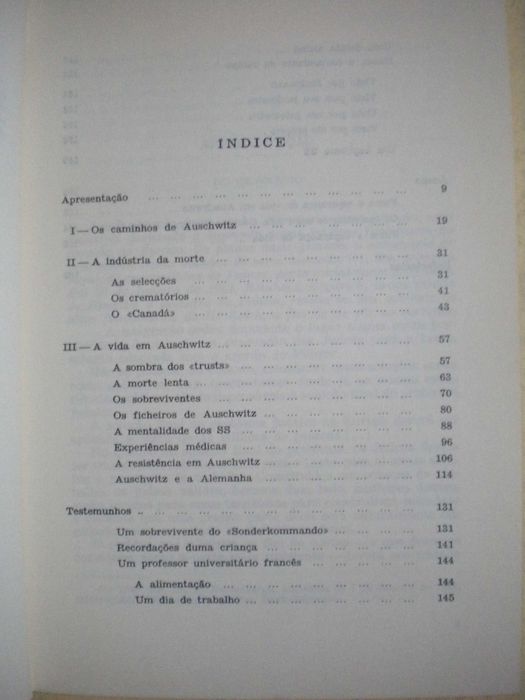 ÍNDICE
Apresentação ... ... ... ... ... ... ... ... ... ... ... ... 9
I — Os caminhos de Auschwitz ... ... ... ... ... ... ... 19
II — A indústria da morte ... ... ... ... ... ... ... ... ... 31
As selecções ... ... ... ... ... ... ... ... ... ... 31
Os crematórios ... ... ... ... ... ... ... ... ... ... 41
O «Canadá» ... ... ... ... ... ... ... ... ... ... 43
III — A vida em Auschwitz ... ... ... ... ... ... ... ... ... 57
A sombra dos «trusts» ... ... ... ... ... ... ... ... 57
A morte lenta ... ... ... ... ... ... ... ... ... ... 63
Os sobreviventes ... ... ... ... ... ... ... ... ... 70
Os ficheiros de Auschwitz ... ... ... ... ... ... ... 80
A mentalidade dos SS ... ... ... ... ... ... ... ... 88
Experiências médicas ... ... ... ... ... ... ... ... 96
A resistência em Auschwitz ... ... ... ... ... ... ... 106
Auschwitz e a Alemanha ... ... ... ... ... ... ... 114
Testemunhos .. ... ... ... ... ... ... ... ... ... ... ... 131
Um sobrevivente do «Sonderkommando» ... ... ... ... 131
Recordações duma criança ... ... ... ... ... ... ... 141
Um professor universitário francês ... ... ... ... ... 144
A alimentação ... ... ... ... ... ... ... ... ... 144
Um dia de trabalho ... ... ... ... ... ... ... ... 145